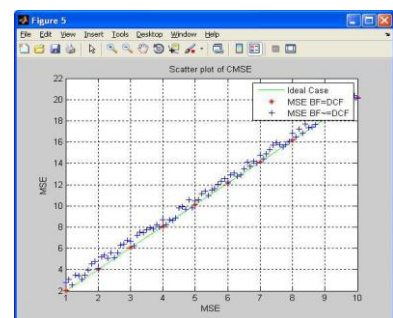 Figure 5
File Edit View Insert Tools Desktop Window Help
Scatter plot of CMSE
Ideal Case
MSE BF=DCF
MSE BF~=DCF
MSE
22
20
18
16
14
12
10
8
6
4
2
1 2 3 4 5 6 7 8 9 10
MSE